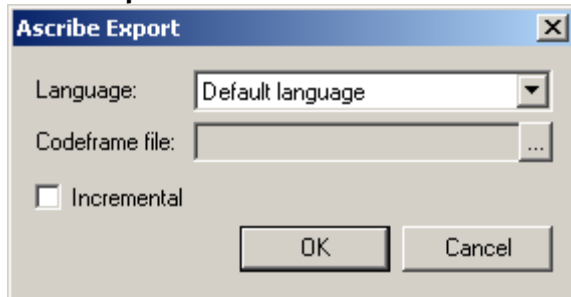 Ascribe Export
Language: Default language
Codeframe file: ...
Incremental
OK Cancel